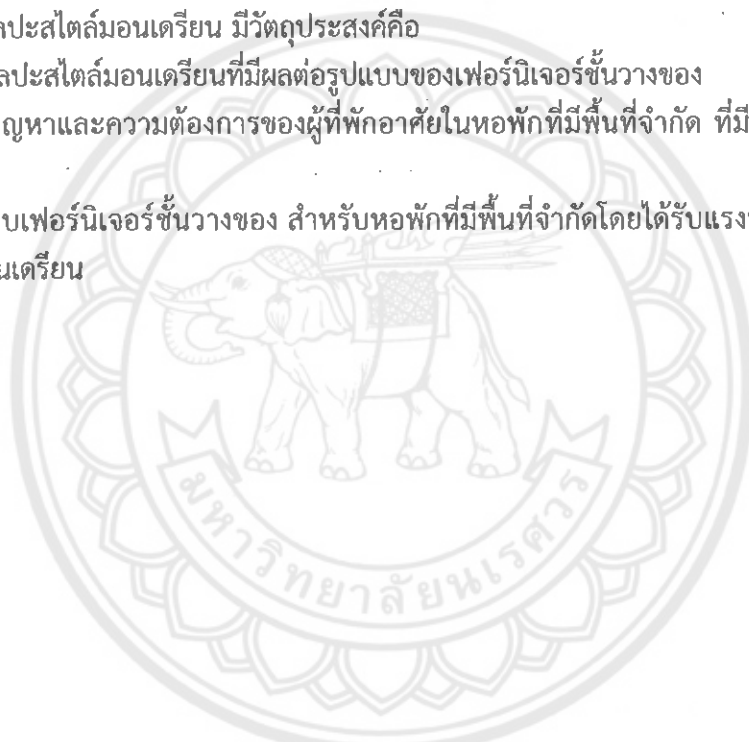 ลปะสไตล์มอนเดรียน มีวัตถุประสงค์คือ
ลปะสไตล์มอนเดรียนที่มีผลต่อรูปแบบของเฟอร์นิเจอร์ชั้นวางของ
ญหาและความต้องการของผู้ที่พักอาศัยในหอพักที่มีพื้นที่จำกัด ที่มี
บเฟอร์นิเจอร์ชั้นวางของ สำหรับหอพักที่มีพื้นที่จำกัดโดยได้รับแรง
นเดรียน
มหาวิทยาลัยนเรศวร